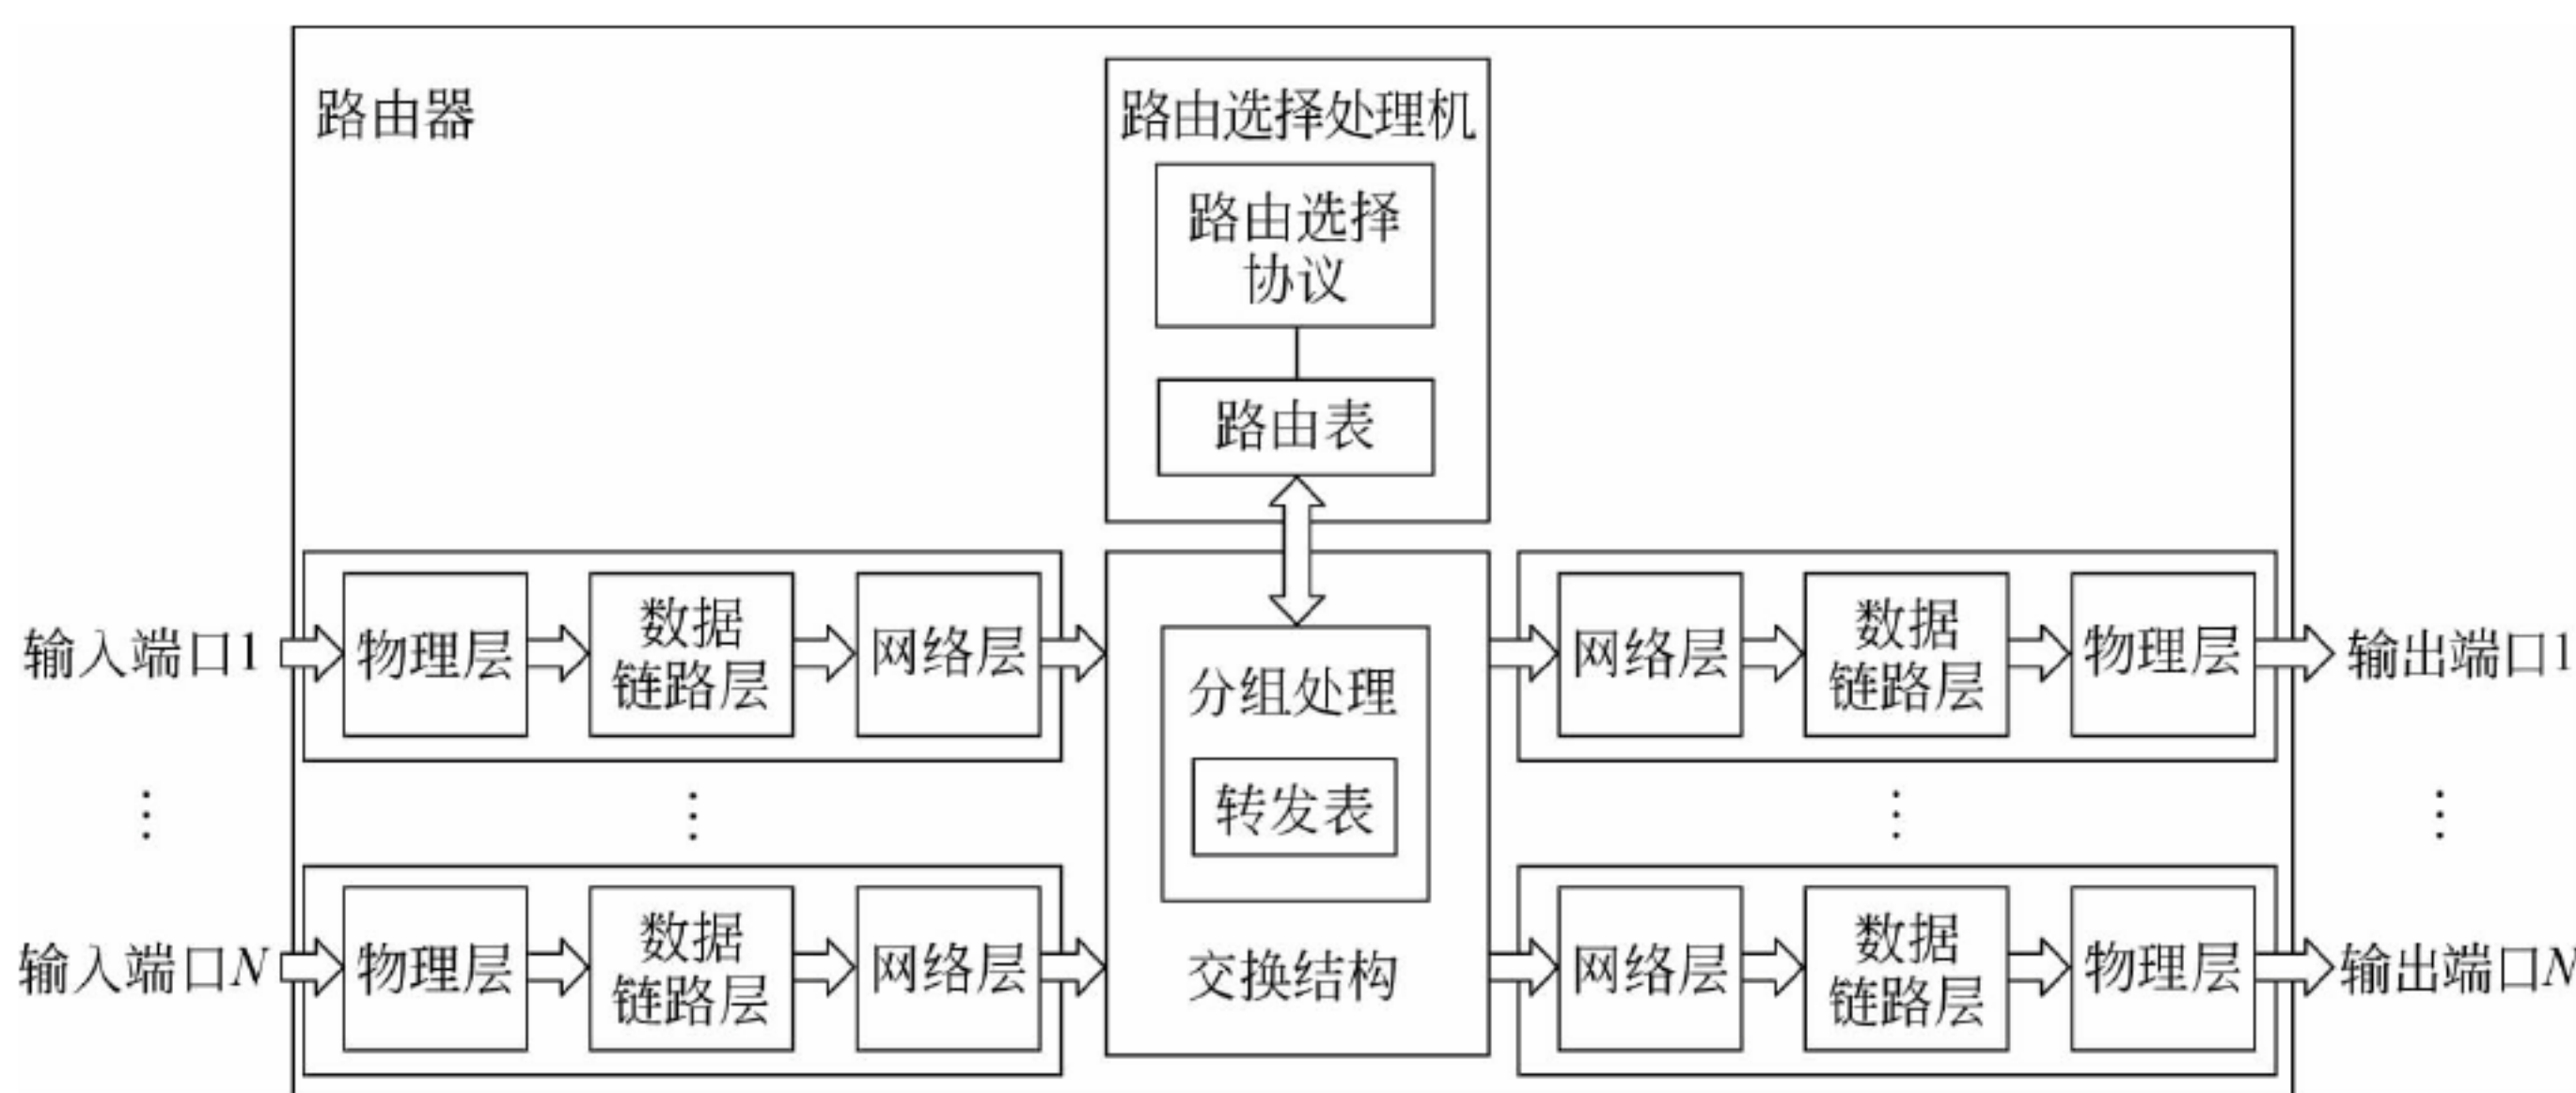 路由器
路由选择处理机
路由选择
协议
路由表
输入端口1
物理层
数据
链路层
网络层
分组处理
转发表
交换结构
网络层
数据
链路层
物理层
输出端口1
输入端口N
物理层
数据
链路层
网络层
网络层
数据
链路层
物理层
输出端口N